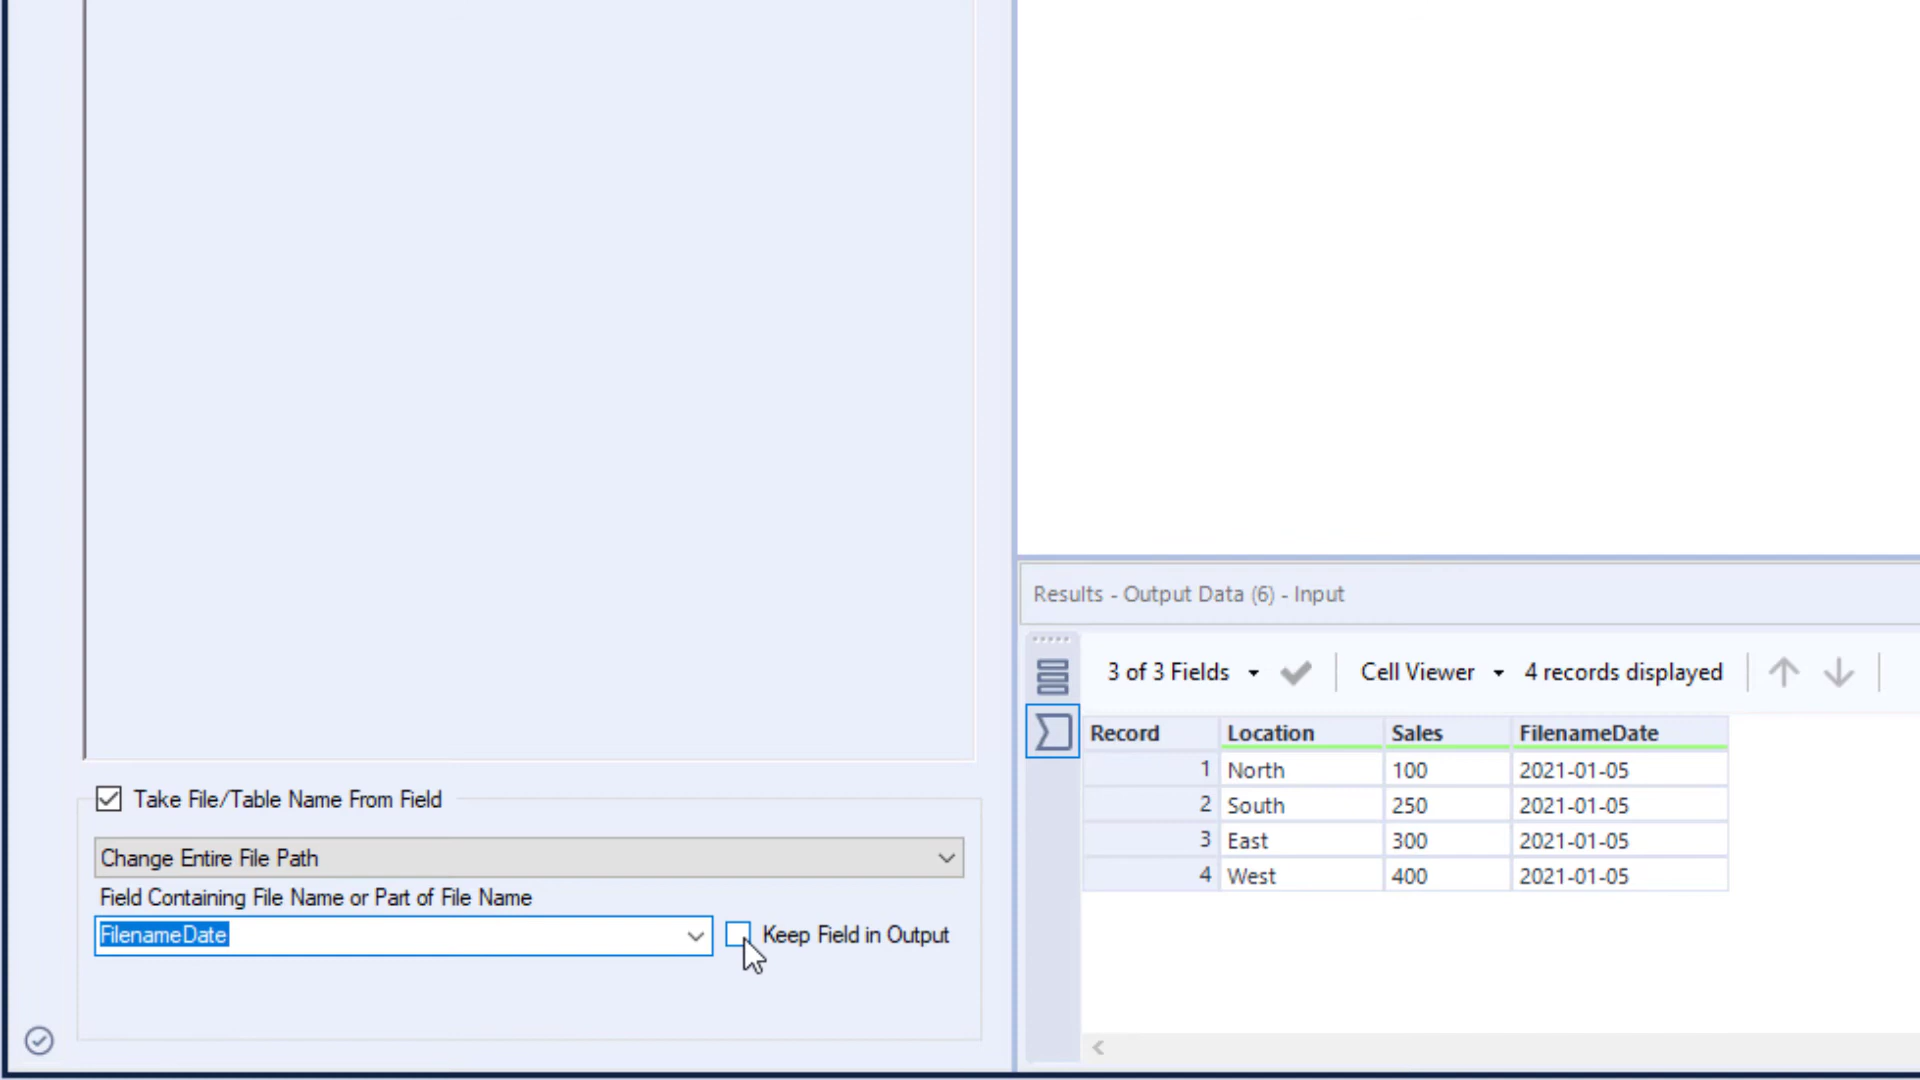 Take File/Table Name From Field
Change Entire File Path
Field Containing File Name or Part of File Name
FilenameDate
Keep Field in Output
Results - Output Data (6) - Input
3 of 3 Fields
Cell Viewer
4 records displayed
Record Location Sales FilenameDate
1 North 100 2021-01-05
2 South 250 2021-01-05
3 East 300 2021-01-05
4 West 400 2021-01-05